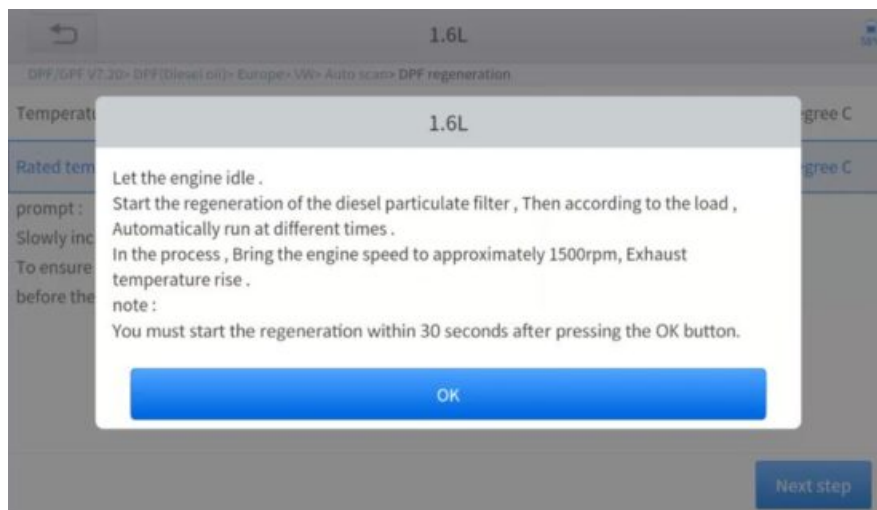 1.6L
DPF/GPF V7.20> DPF(Diesel oil)> Europe> VW> Auto scan> DPF regeneration
1.6L
gree C
Rated tem
gree C
prompt :
Slowly inc
To ensure
before the
Let the engine idle .
Start the regeneration of the diesel particulate filter , Then according to the load ,
Automatically run at different times .
In the process , Bring the engine speed to approximately 1500rpm, Exhaust
temperature rise .
note :
You must start the regeneration within 30 seconds after pressing the OK button.
OK
Next step